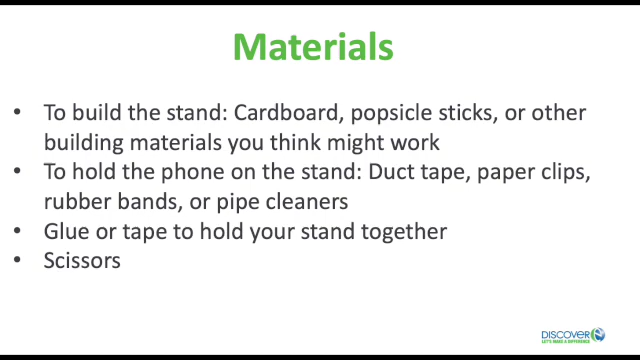 Materials
• To build the stand: Cardboard, popsicle sticks, or other
building materials you think might work
• To hold the phone on the stand: Duct tape, paper clips,
rubber bands, or pipe cleaners
• Glue or tape to hold your stand together
• Scissors
DISCOVER
LET'S MAKE A DIFFERENCE